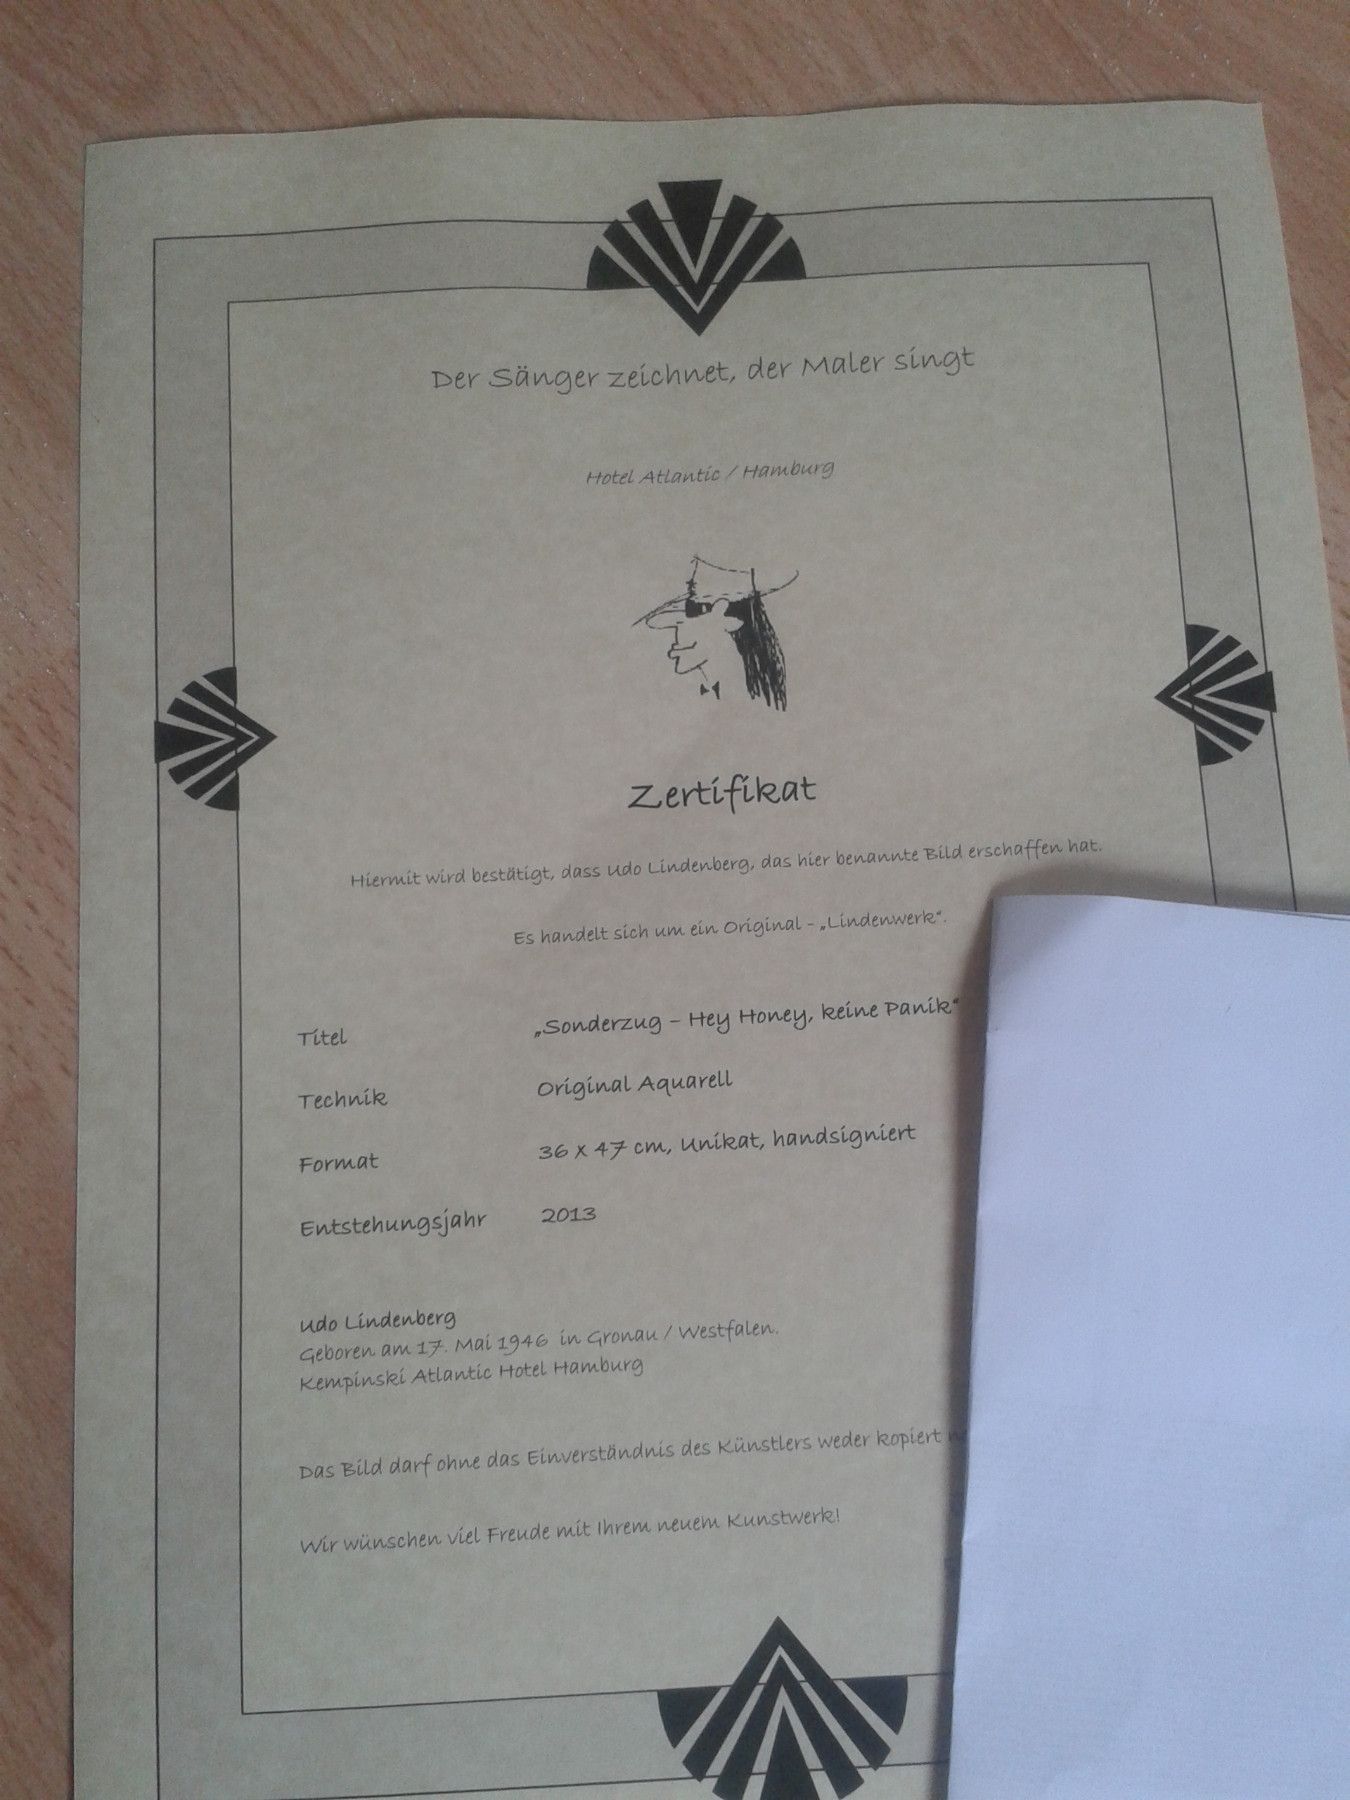 Der Sänger zeichnet, der Maler singt
Hotel Atlantic / Hamburg
Zertifikat
Hiermit wird bestätigt, dass Udo Lindenberg, das hier benannte Bild erschaffen hat.
Es handelt sich um ein Original - „Lindenwerk“.
Titel „Sonderzug – Hey Honey, keine Panik“
Technik Original Aquarell
Format 36 x 47 cm, Unikat, handsigniert
Entstehungsjahr 2013
Udo Lindenberg
Geboren am 17. Mai 1946 in Gronau / Westfalen.
Kempinski Atlantic Hotel Hamburg
Das Bild darf ohne das Einverständnis des Künstlers weder kopiert
Wir wünschen viel Freude mit Ihrem neuem Kunstwerk!